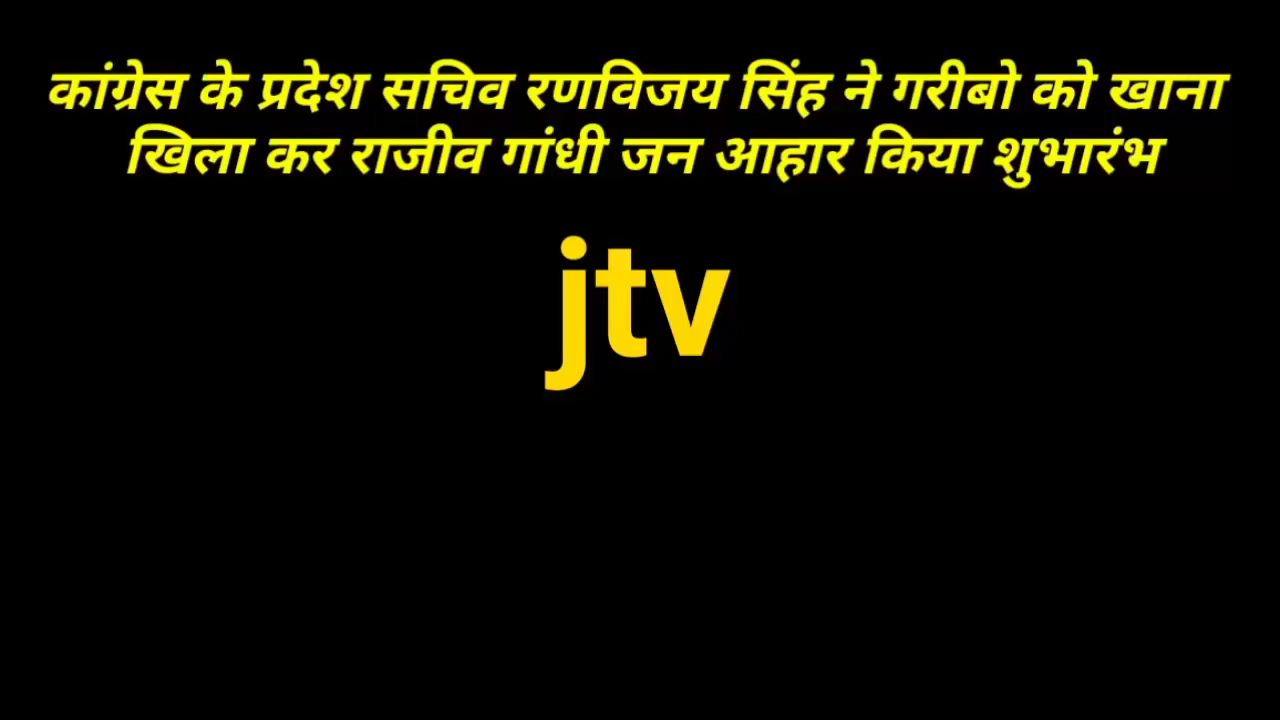 कांग्रेस के प्रदेश सचिव रणविजय सिंह ने गरीबो को खाना
खिला कर राजीव गांधी जन आहार किया शुभारंभ
jtv